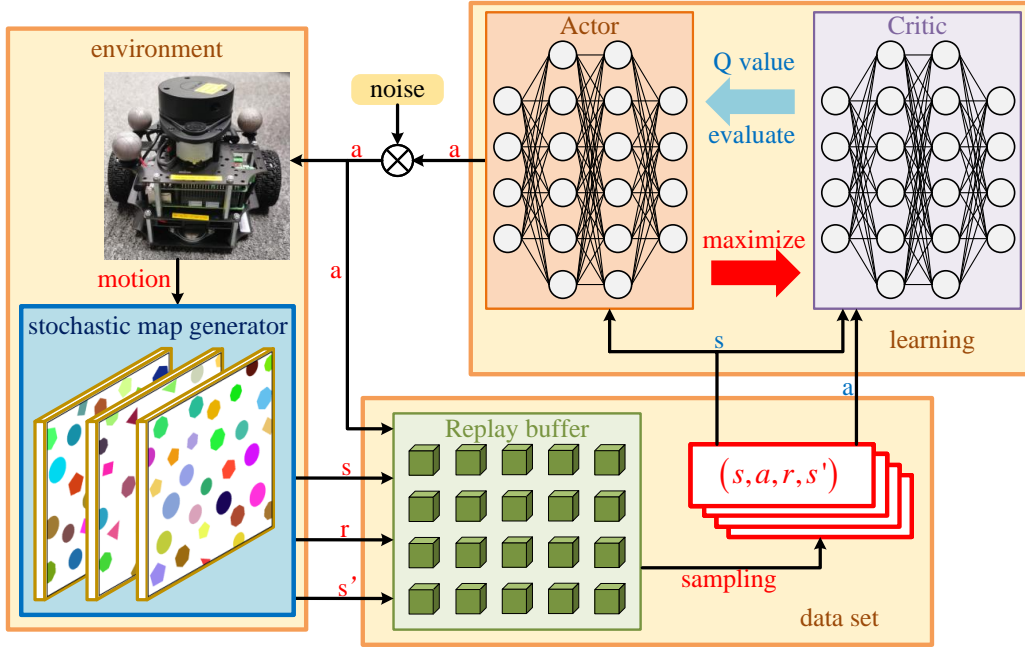 environment
motion
stochastic map generator
noise
a
a
a
Actor
Q value
evaluate
maximize
Critic
learning
s
a
Replay buffer
s
r
s'
sampling
(s,a,r,s')
data set